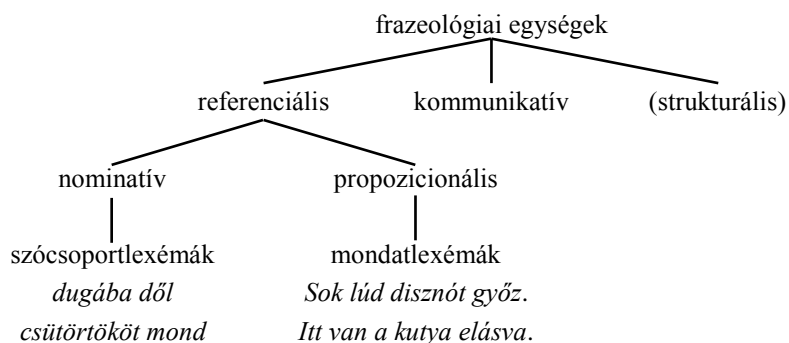 frazeológiai egységek
referenciális kommunikatív (strukturális)
nominatív propozicionális
szócsoportlexémák mondatlexémák
dugába dől Sok lúd disznót győz.
csütörtököt mond Itt van a kutya elásva.